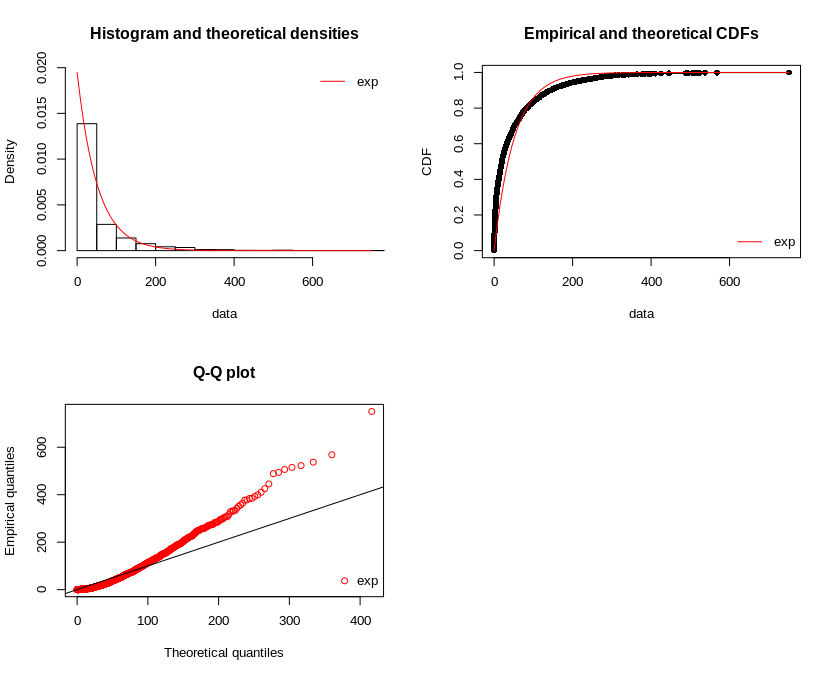 Histogram and theoretical densities
Density
0.000 0.005 0.010 0.015 0.020
exp
0 200 400 600
data
Empirical and theoretical CDFs
CDF
0.0 0.2 0.4 0.6 0.8 1.0
exp
0 200 400 600
data
Q-Q plot
Empirical quantiles
0 200 400 600
exp
0 100 200 300 400
Theoretical quantiles